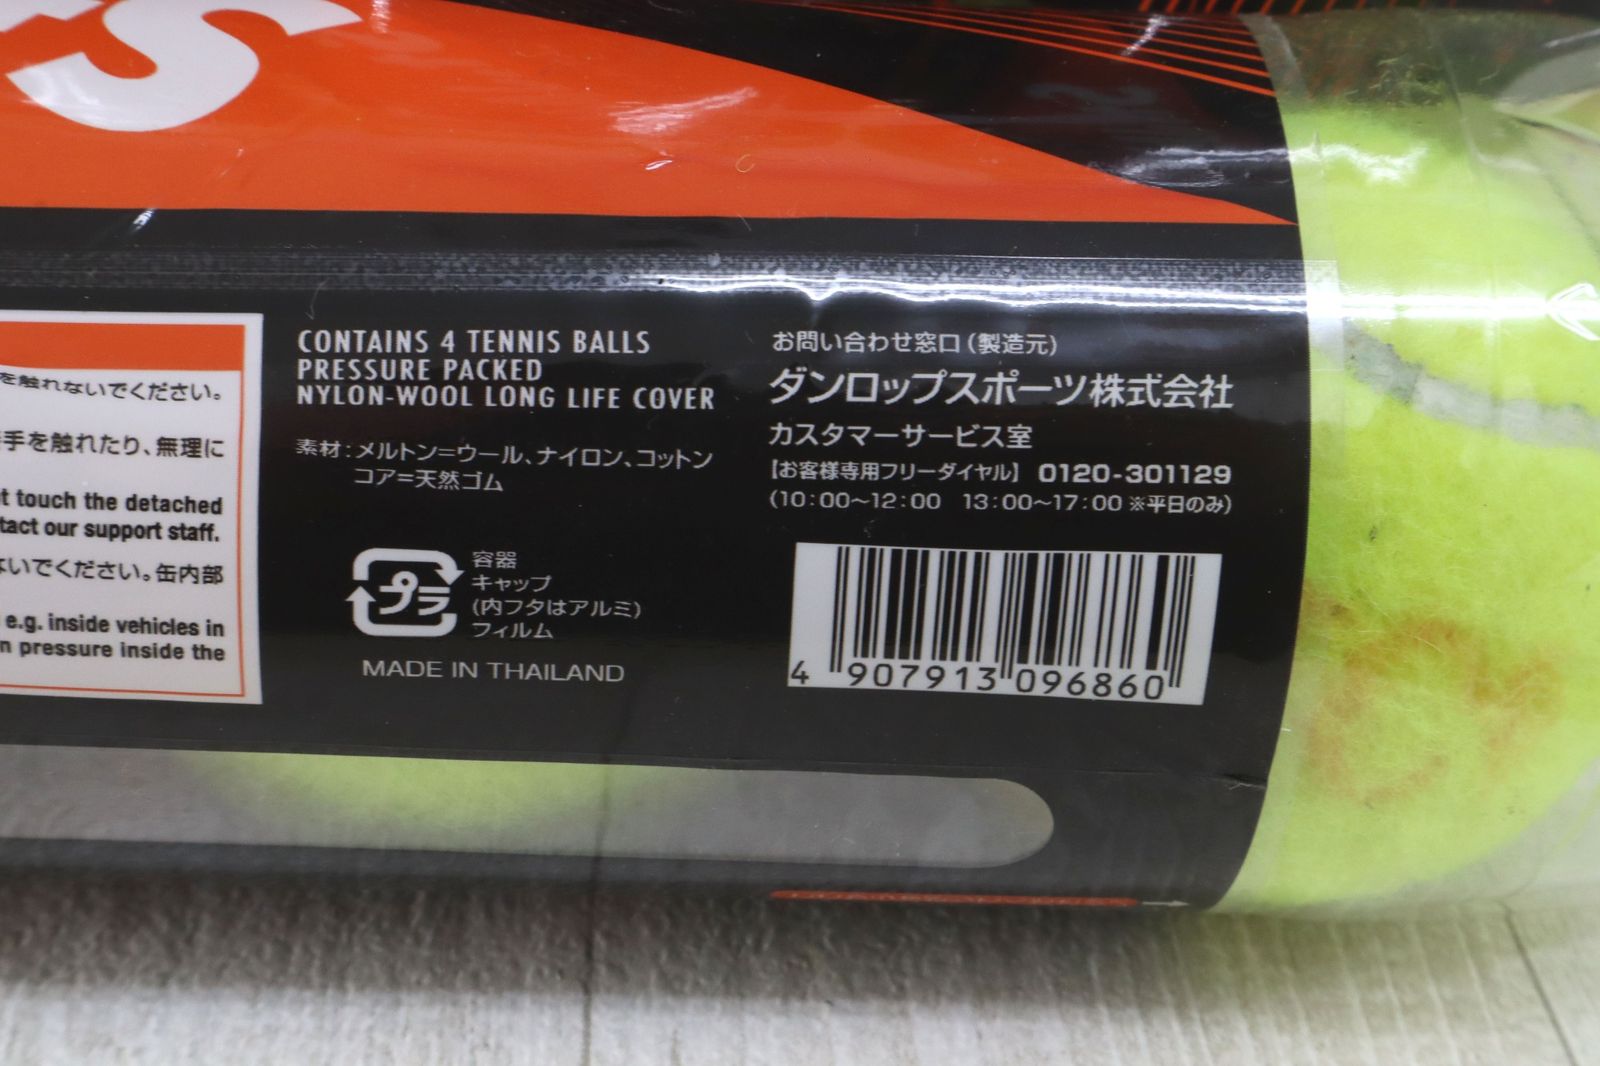 を触れないでください。
手を触れたり、無理に
touch the detached
our support staff.
でください。缶内部
e.g. inside vehicles in
pressure inside the
CONTAINS 4 TENNIS BALLS
PRESSURE PACKED
NYLON-WOOL LONG LIFE COVER
素材:メルトン=ウール、ナイロン、コットン
コア=天然ゴム
プラ
容器
キャップ
(内フタはアルミ)
フィルム
MADE IN THAILAND
お問い合わせ窓口(製造元)
ダンロップスポーツ株式会社
カスタマーサービス室
【お客様専用フリーダイヤル】 0120-301129
(10:00~12:00 13:00~17:00 ※平日のみ)
4 907913 096860